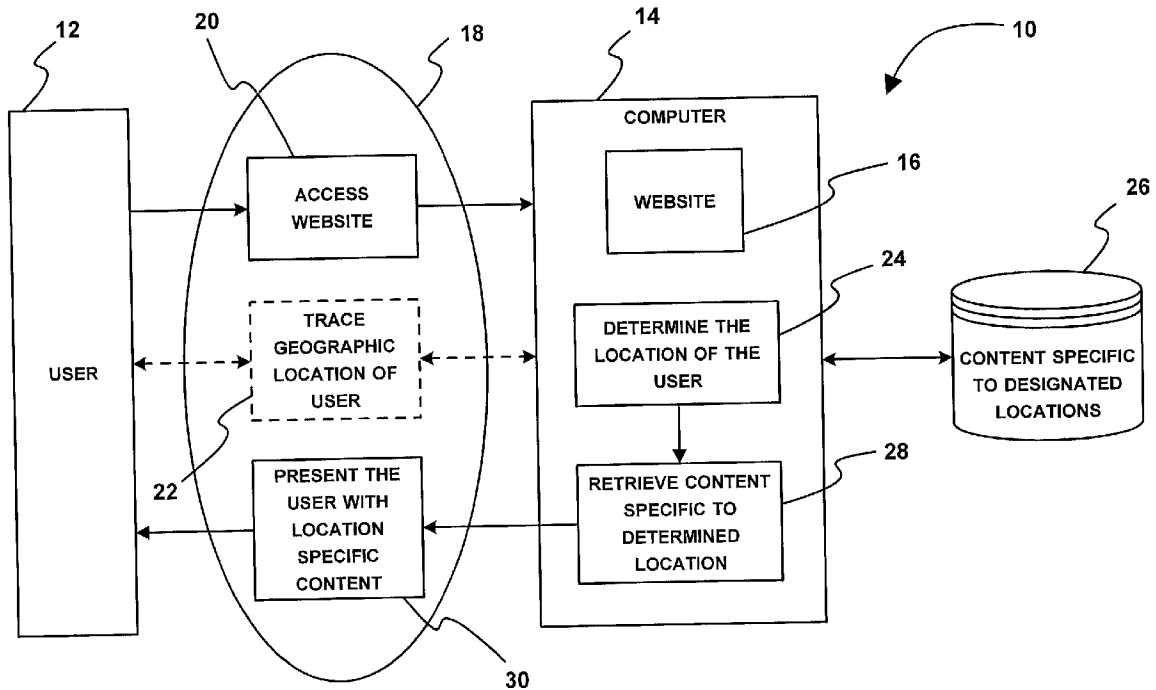 12
20
18
14
10
COMPUTER
ACCESS
WEBSITE
WEBSITE
16
26
24
USER
TRACE
GEOGRAPHIC
LOCATION OF
USER
DETERMINE THE
LOCATION OF THE
USER
CONTENT SPECIFIC
TO DESIGNATED
LOCATIONS
22
28
PRESENT THE
USER WITH
LOCATION
SPECIFIC
CONTENT
RETRIEVE CONTENT
SPECIFIC TO
DETERMINED
LOCATION
30